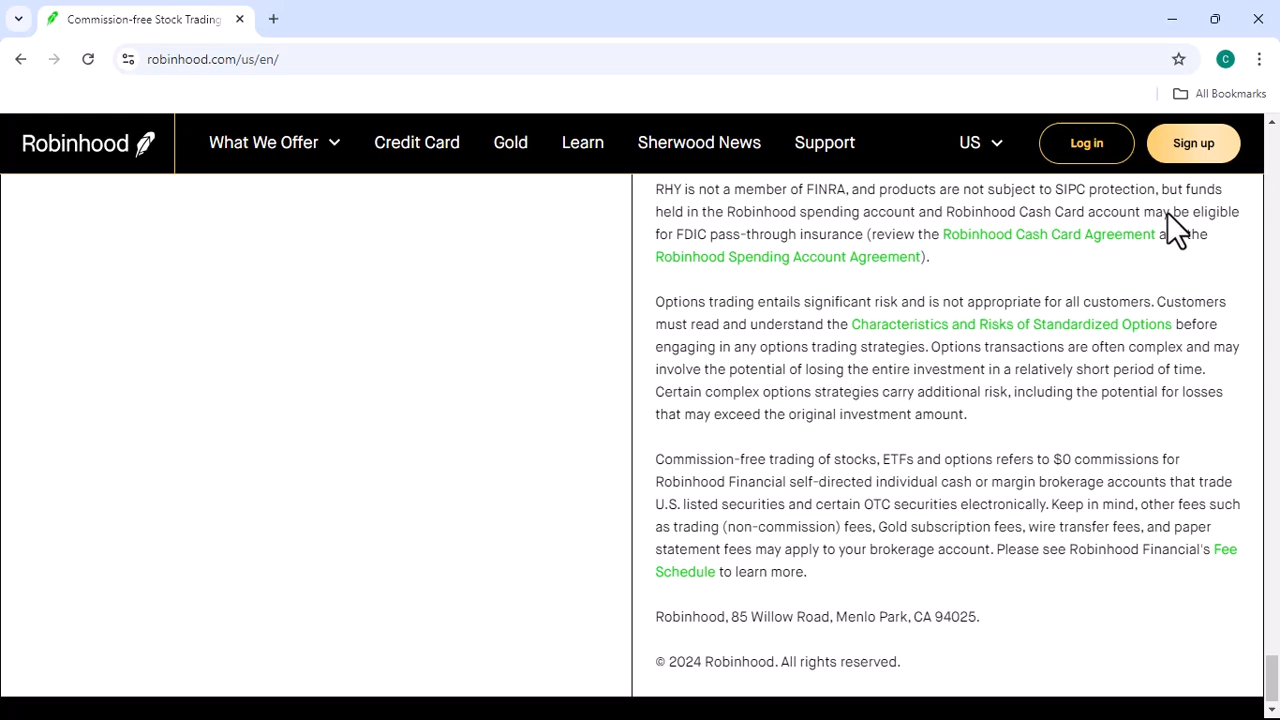 Commission-free Stock Trading
robinhood.com/us/en/
All Bookmarks
Robinhood
What We Offer
Credit Card
Gold
Learn
Sherwood News
Support
US
Log in
Sign up
C
RHY is not a member of FINRA, and products are not subject to SIPC protection, but funds
held in the Robinhood spending account and Robinhood Cash Card account may be eligible
for FDIC pass-through insurance (review the Robinhood Cash Card Agreement a the
Robinhood Spending Account Agreement).
Options trading entails significant risk and is not appropriate for all customers. Customers
must read and understand the Characteristics and Risks of Standardized Options before
engaging in any options trading strategies. Options transactions are often complex and may
involve the potential of losing the entire investment in a relatively short period of time.
Certain complex options strategies carry additional risk, including the potential for losses
that may exceed the original investment amount.
Commission-free trading of stocks, ETFs and options refers to $0 commissions for
Robinhood Financial self-directed individual cash or margin brokerage accounts that trade
U.S. listed securities and certain OTC securities electronically. Keep in mind, other fees such
as trading (non-commission) fees, Gold subscription fees, wire transfer fees, and paper
statement fees may apply to your brokerage account. Please see Robinhood Financial's Fee
Schedule to learn more.
Robinhood, 85 Willow Road, Menlo Park, CA 94025.
© 2024 Robinhood. All rights reserved.